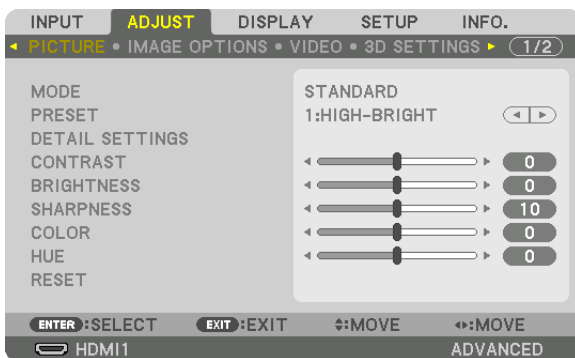 INPUT ADJUST DISPLAY SETUP INFO.
PICTURE • IMAGE OPTIONS • VIDEO • 3D SETTINGS 1/2
MODE STANDARD
PRESET 1:HIGH-BRIGHT
DETAIL SETTINGS
CONTRAST 0
BRIGHTNESS 0
SHARPNESS 10
COLOR 0
HUE 0
RESET
ENTER:SELECT EXIT:EXIT :MOVE :MOVE
HDMI1 ADVANCED